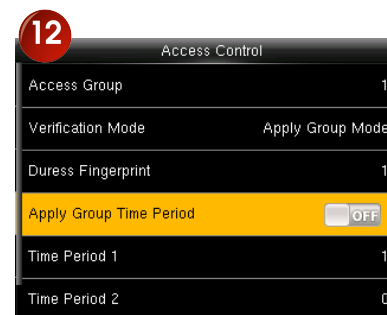 12
Access Control
Access Group 1
Verification Mode Apply Group Mode
Duress Fingerprint 1
Apply Group Time Period OFF
Time Period 1 1
Time Period 2 0